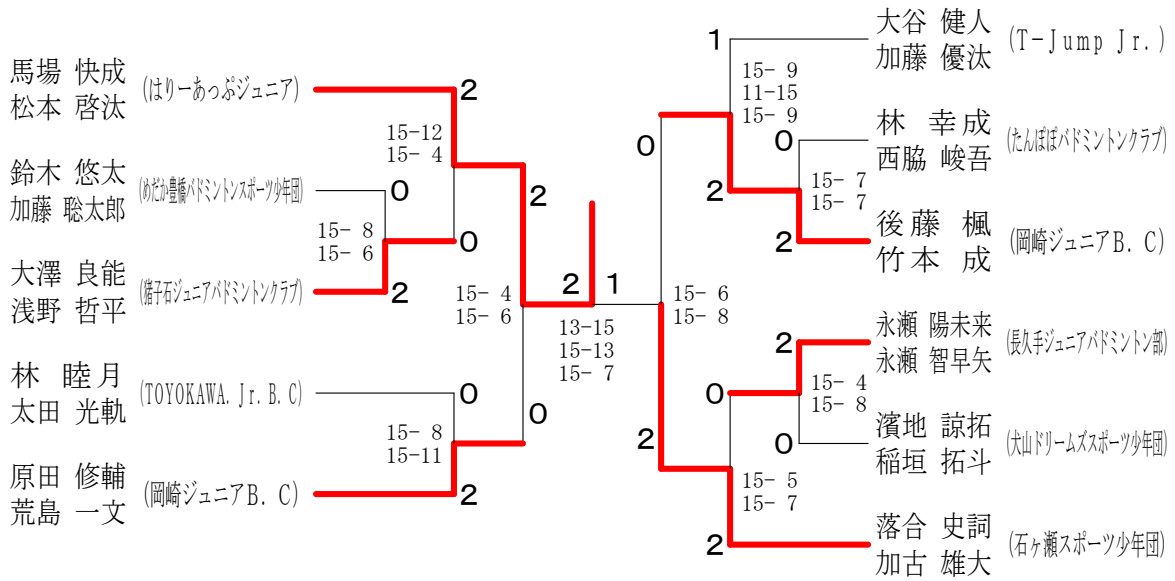 馬場 快成
松本 啓汰
(はりーあっぷジュニア)
2
15-12
15- 4
鈴木 悠太
加藤 聡太郎
(めだか豊橋バドミントンスポーツ少年団)
0
15- 8
15- 6
0
大澤 良能
浅野 哲平
(猪子石ジュニアバドミントンクラブ)
2
2
15- 4
15- 6
林 睦月
太田 光軌
(TOYOKAWA. Jr. B. C)
0
0
15- 8
15-11
原田 修輔
荒島 一文
(岡崎ジュニアB. C)
2
2
1
13-15
15-13
15- 7
大谷 健人
加藤 優汰
(T-Jump Jr.)
1
15- 9
11-15
15- 9
0
林 幸成
西脇 峻吾
(たんぽぽバドミントンクラブ)
0
15- 7
15- 7
2
後藤 楓
竹本 成
(岡崎ジュニアB. C)
2
15- 6
15- 8
永瀬 陽未来
永瀬 智早矢
(長久手ジュニアバドミントン部)
2
15- 4
15- 8
0
濱地 諒拓
稲垣 拓斗
(犬山ドリームズスポーツ少年団)
0
2
15- 5
15- 7
落合 史詞
加古 雄大
(石ヶ瀬スポーツ少年団)
2